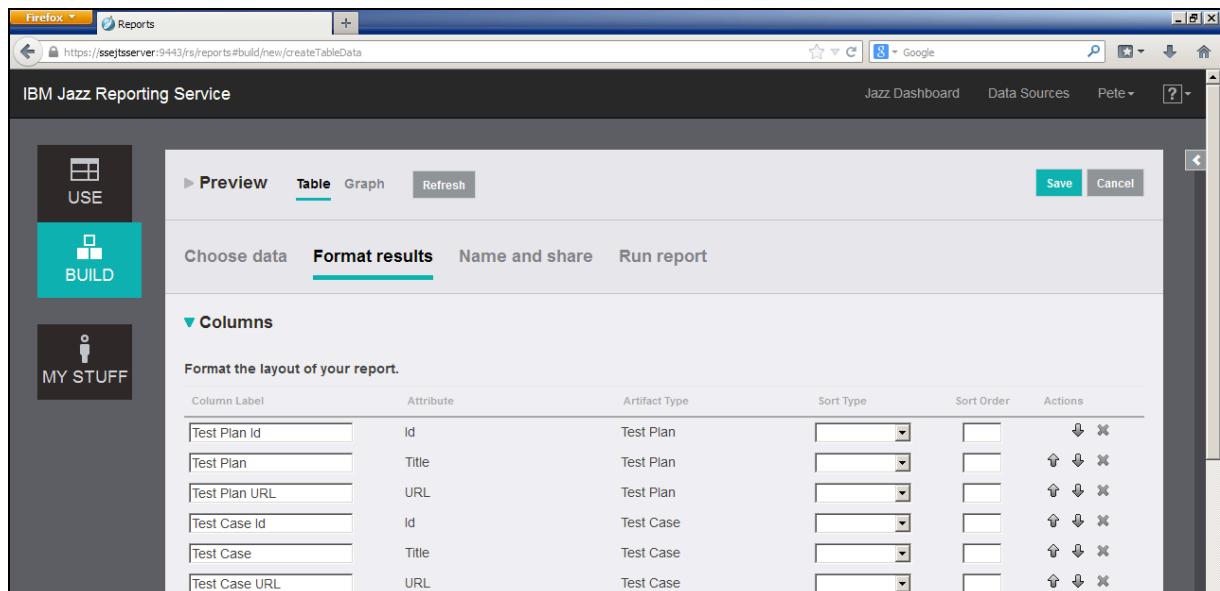 Firefox
Reports
https://ssejtsserver:9443/rs/reports#build/new/createTableData
Google
IBM Jazz Reporting Service
Jazz Dashboard
Data Sources
Pete
?
USE
BUILD
MY STUFF
Preview
Table
Graph
Refresh
Save
Cancel
Choose data
Format results
Name and share
Run report
Columns
Format the layout of your report.
Column Label Attribute Artifact Type Sort Type Sort Order Actions
Test Plan Id Id Test Plan
Test Plan Title Test Plan
Test Plan URL URL Test Plan
Test Case Id Id Test Case
Test Case Title Test Case
Test Case URL URL Test Case